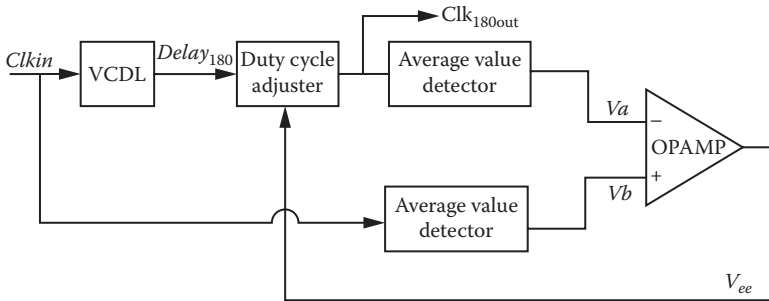 Clk180out
Clkin
VCDL
Delay180
Duty cycle
adjuster
Average value
detector
Va
−
OPAMP
+
Vb
Average value
detector
Vee